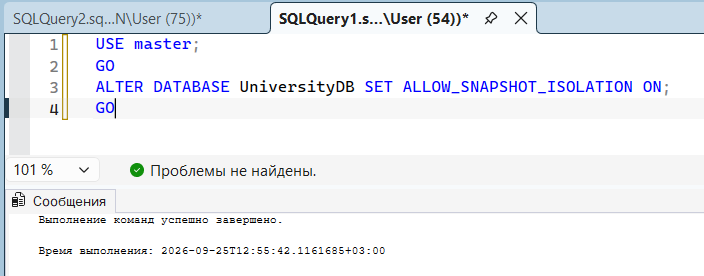 SQLQuery2.sq...N\User (75))*
SQLQuery1.s...\User (54))*
1 USE master;
2 GO
3 ALTER DATABASE UniversityDB SET ALLOW_SNAPSHOT_ISOLATION ON;
4 GO
101 %
Проблемы не найдены.
Сообщения
Выполнение команд успешно завершено.
Время выполнения: 2026-09-25T12:55:42.1161685+03:00